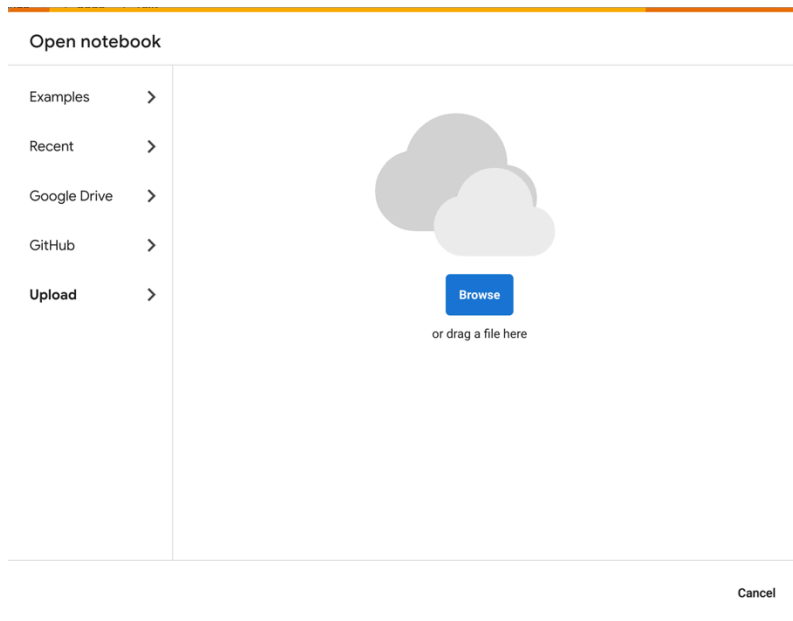 Open notebook
Examples
Recent
Google Drive
GitHub
Upload
Browse
or drag a file here
Cancel